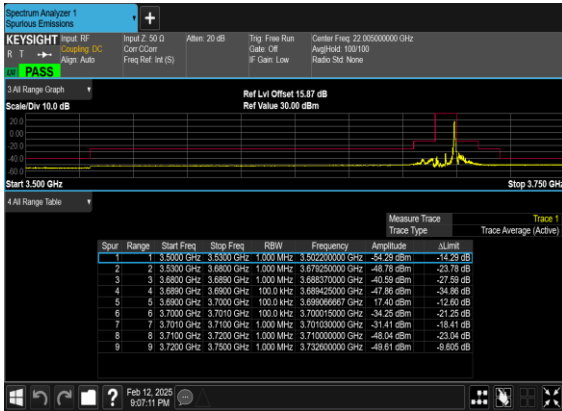 Spectrum Analyzer 1
Spurious Emissions
KEYSIGHT Input: RF Input Z: 50 Ω Atten: 20 dB Trig: Free Run Center Freq: 22.005000000 GHz
R T Coupling: DC Corr CCorr Gate: Off Avg|Hold: 100/100
Align: Auto Freq Ref: Int (S) IF Gain: Low Radio Std: None
PASS
3 All Range Graph
Ref Lvl Offset 15.87 dB
Scale/Div 10.0 dB Ref Value 30.00 dBm
20.0
0.00
-20.0
-40.0
-60.0
Start 3.500 GHz Stop 3.750 GHz
4 All Range Table
Measure Trace Trace 1
Trace Type Trace Average (Active)
Spur Range Start Freq Stop Freq RBW Frequency Amplitude ΔLimit
1 1 3.5000 GHz 3.5300 GHz 1.000 MHz 3.502200000 GHz -54.29 dBm -14.29 dB
2 2 3.5300 GHz 3.6800 GHz 1.000 MHz 3.679250000 GHz -48.78 dBm -23.78 dB
3 3 3.6800 GHz 3.6890 GHz 1.000 MHz 3.688370000 GHz -40.59 dBm -27.59 dB
4 4 3.6890 GHz 3.6900 GHz 100.0 kHz 3.689425000 GHz -47.86 dBm -34.86 dB
5 5 3.6900 GHz 3.7000 GHz 100.0 kHz 3.699066667 GHz 17.40 dBm -12.60 dB
6 6 3.7000 GHz 3.7010 GHz 100.0 kHz 3.700015000 GHz -34.25 dBm -21.25 dB
7 7 3.7010 GHz 3.7100 GHz 1.000 MHz 3.701030000 GHz -31.41 dBm -18.41 dB
8 8 3.7100 GHz 3.7200 GHz 1.000 MHz 3.710000000 GHz -48.04 dBm -23.04 dB
9 9 3.7200 GHz 3.7500 GHz 1.000 MHz 3.732600000 GHz -49.61 dBm -9.605 dB
Feb 12, 2025
9:07:11 PM